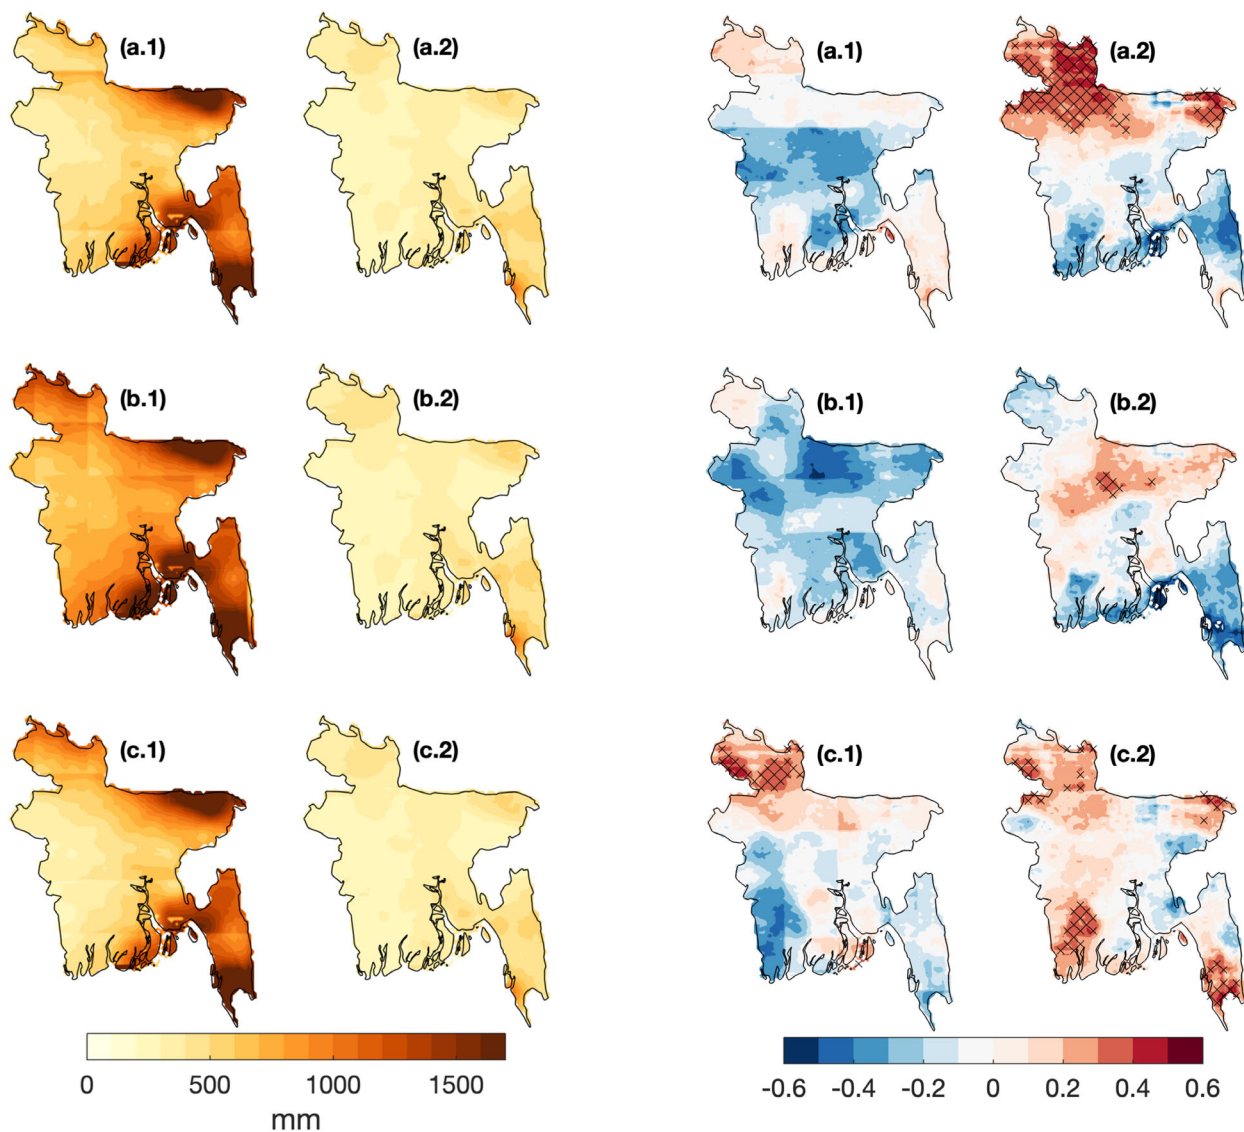 (a.1) (a.2) (a.1) (a.2)
(b.1) (b.2) (b.1) (b.2)
(c.1) (c.2) (c.1) (c.2)
0 500 1000 1500
mm
-0.6 -0.4 -0.2 0 0.2 0.4 0.6